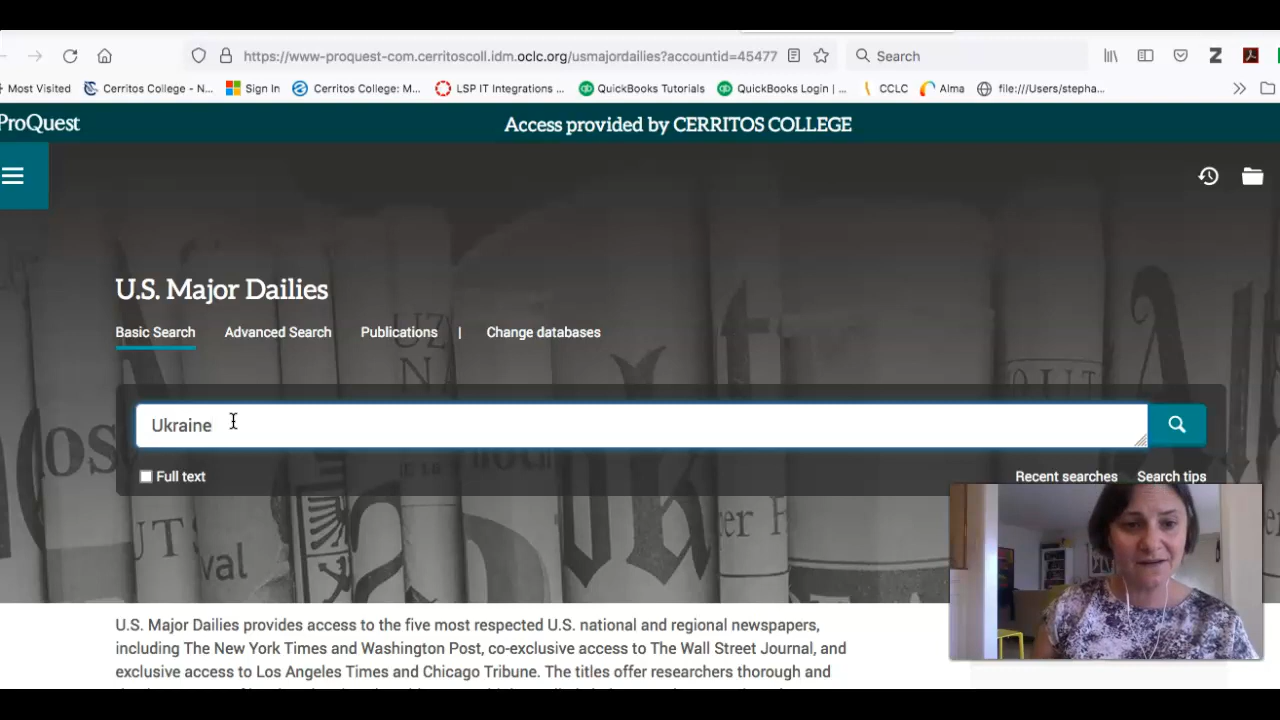 https://www-proquest-com.cerritoscoll.idm.oclc.org/usmajordailies?accountid=45477 Search
Most Visited Cerritos College - N... Sign In Cerritos College: M... LSP IT Integrations ... QuickBooks Tutorials QuickBooks Login | ... CCLC Alma file:///Users/stepha...
ProQuest Access provided by CERRITOS COLLEGE
U.S. Major Dailies
Basic Search Advanced Search Publications | Change databases
Ukraine
Full text Recent searches Search tips
U.S. Major Dailies provides access to the five most respected U.S. national and regional newspapers,
including The New York Times and Washington Post, co-exclusive access to The Wall Street Journal, and
exclusive access to Los Angeles Times and Chicago Tribune. The titles offer researchers thorough and